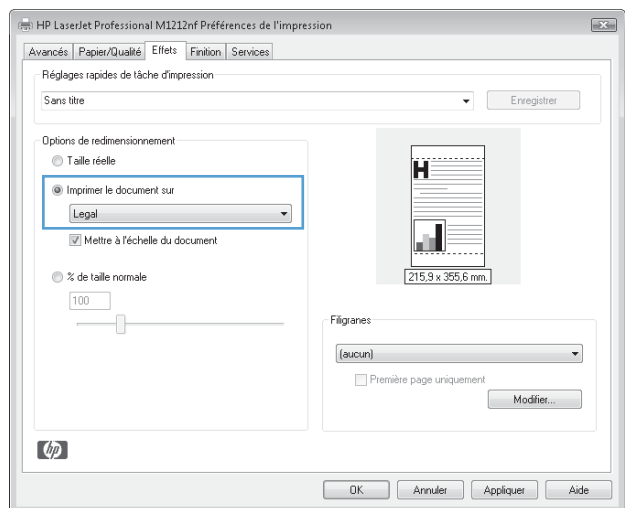 HP LaserJet Professional M1212nf Préférences de l'impression
Avancés Papier/Qualité Effets Finition Services
Réglages rapides de tâche d'impression
Sans titre
Enregistrer
Options de redimensionnement
Taille réelle
Imprimer le document sur
Legal
Mettre à l'échelle du document
% de taille normale
100
H
215,9 x 355,6 mm.
Filigranes
(aucun)
Première page uniquement
Modifier...
hp
OK Annuler Appliquer Aide